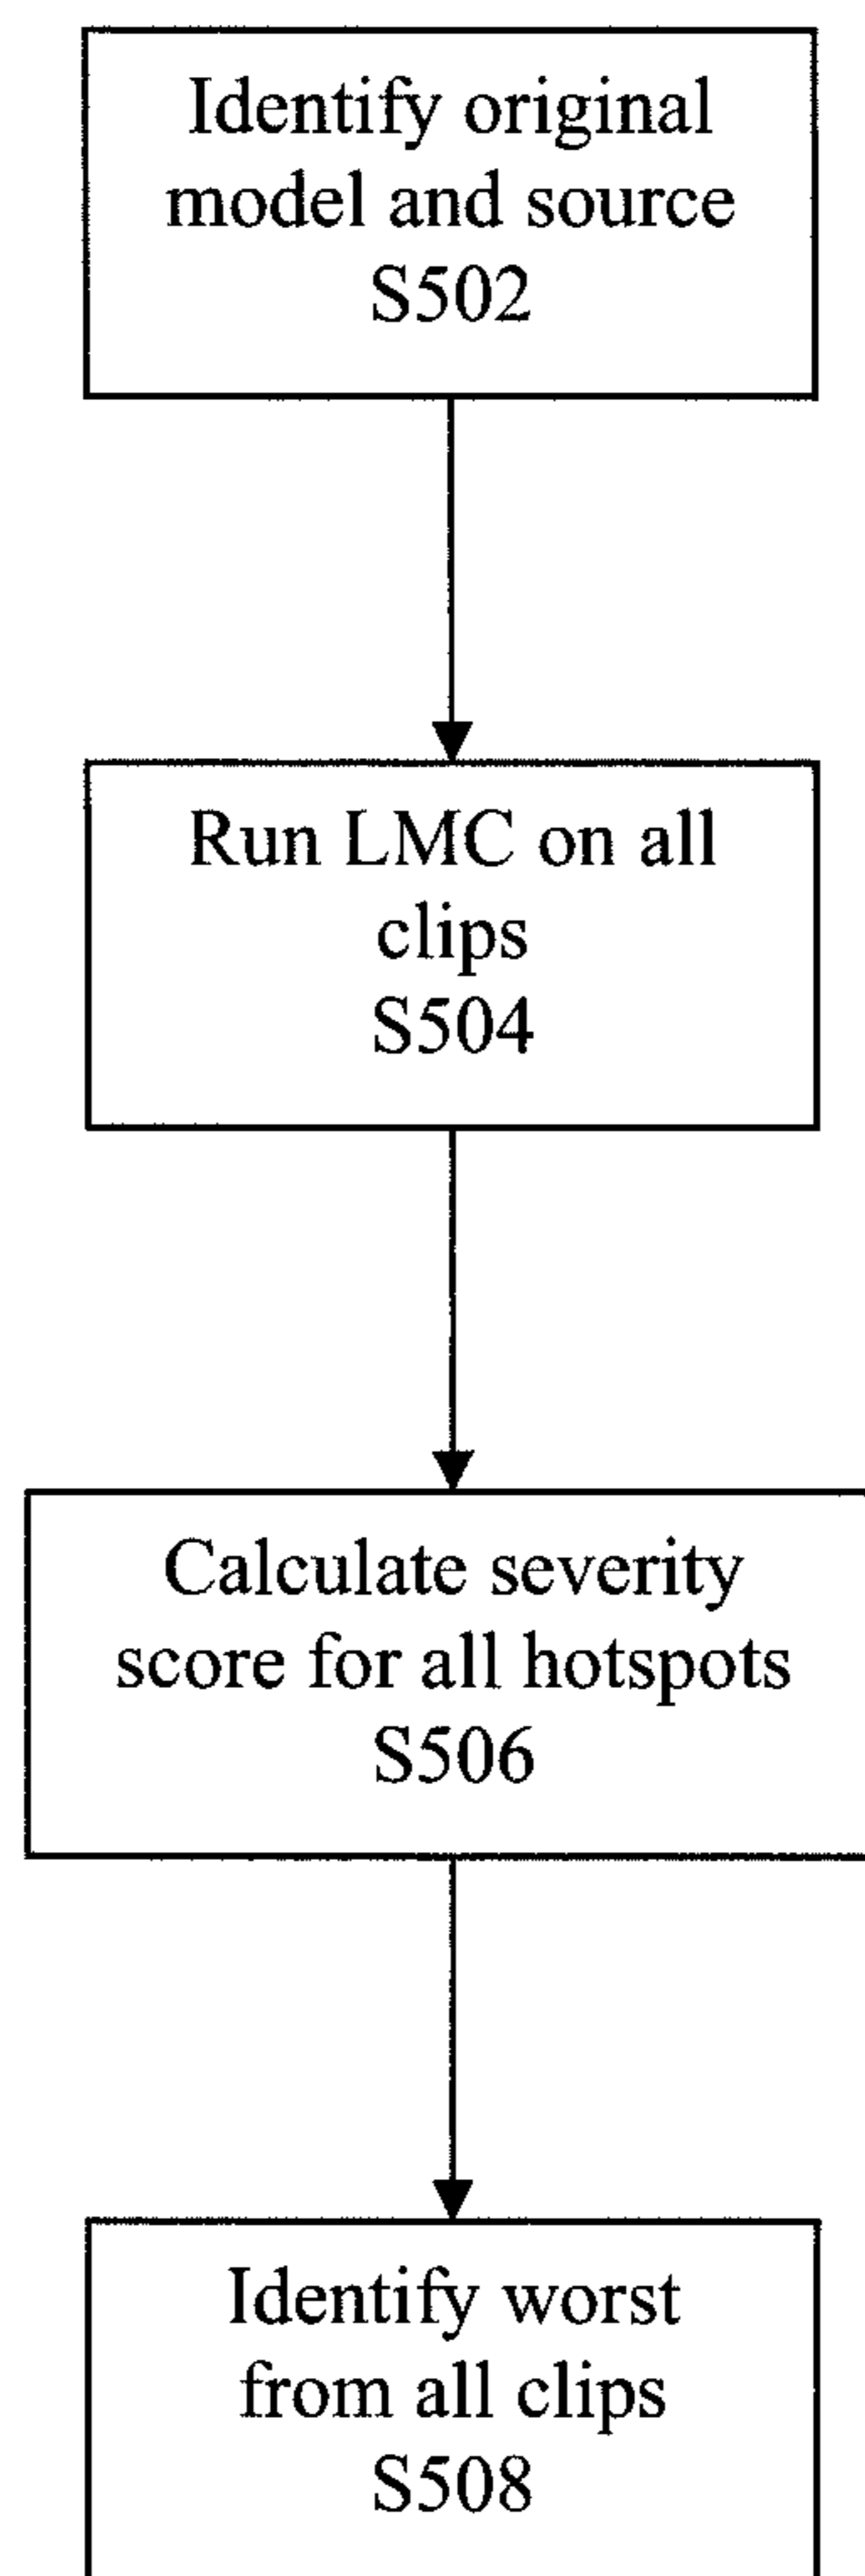 Identify original
model and source
S502
Run LMC on all
clips
S504
Calculate severity
score for all hotspots
S506
Identify worst
from all clips
S508